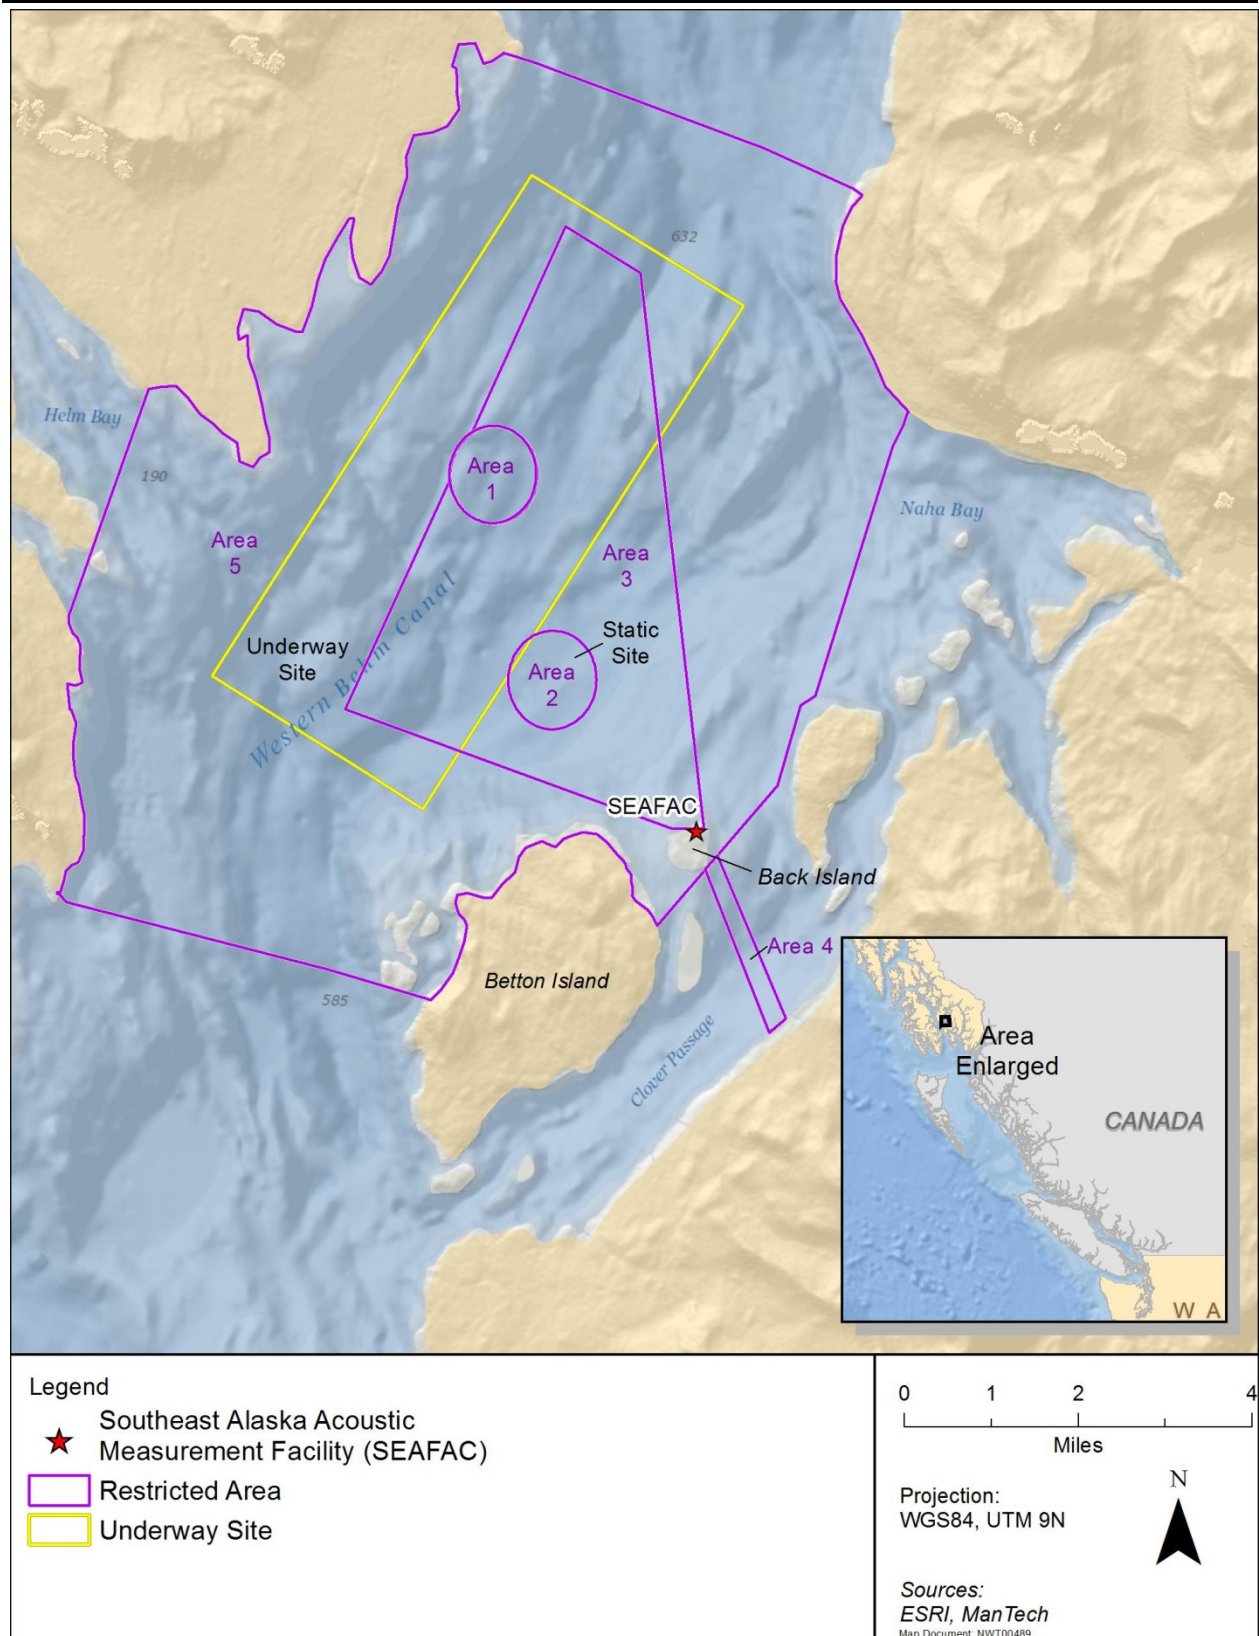 632
Helm Bay
190
Area
1
Naha Bay
Area
5
Area
3
Western Behm Canal
Static
Site
Underway
Site
Area
2
SEAFAC
Back Island
Area 4
Betton Island
585
Clover Passage
Area
Enlarged
CANADA
W A
Legend
Southeast Alaska Acoustic
Measurement Facility (SEAFAC)
Restricted Area
Underway Site
0 1 2 4
Miles
N
Projection:
WGS84, UTM 9N
Sources:
ESRI, ManTech
Map Document: NWT00489